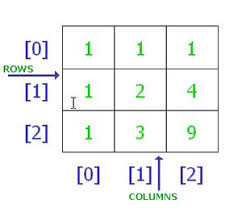 [0] 1 1 1
ROWS
[1] 1 2 4
[2] 1 3 9
[0] [1] [2]
COLUMNS